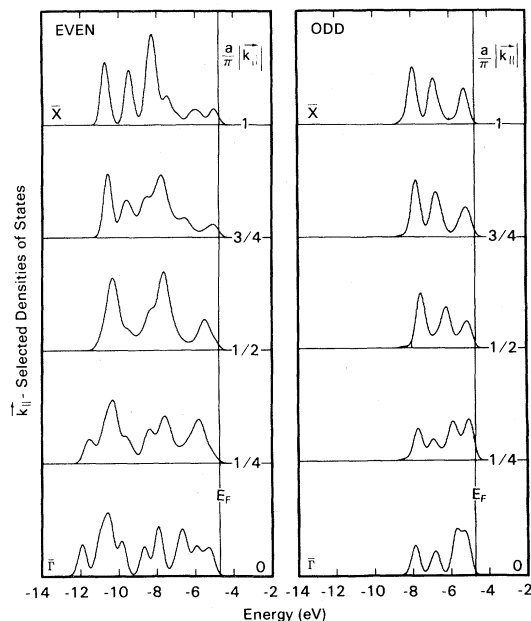 EVEN
a/π |k∥|
X̄
1
3/4
1/2
1/4
E_F
Γ̄
0
-14 -12 -10 -8 -6 -4 -2
ODD
a/π |k∥|
X̄
1
3/4
1/2
1/4
E_F
Γ̄
0
-14 -12 -10 -8 -6 -4 -2
k∥ - Selected Densities of States
Energy (eV)